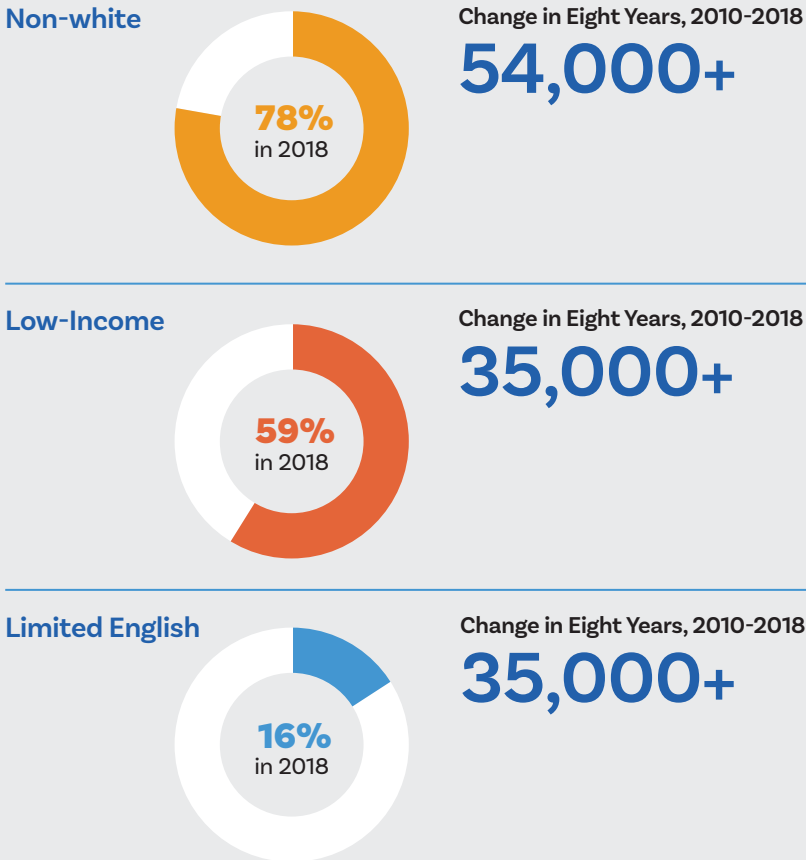 Non-white
78%
in 2018
Change in Eight Years, 2010-2018
54,000+
Low-Income
59%
in 2018
Change in Eight Years, 2010-2018
35,000+
Limited English
16%
in 2018
Change in Eight Years, 2010-2018
35,000+